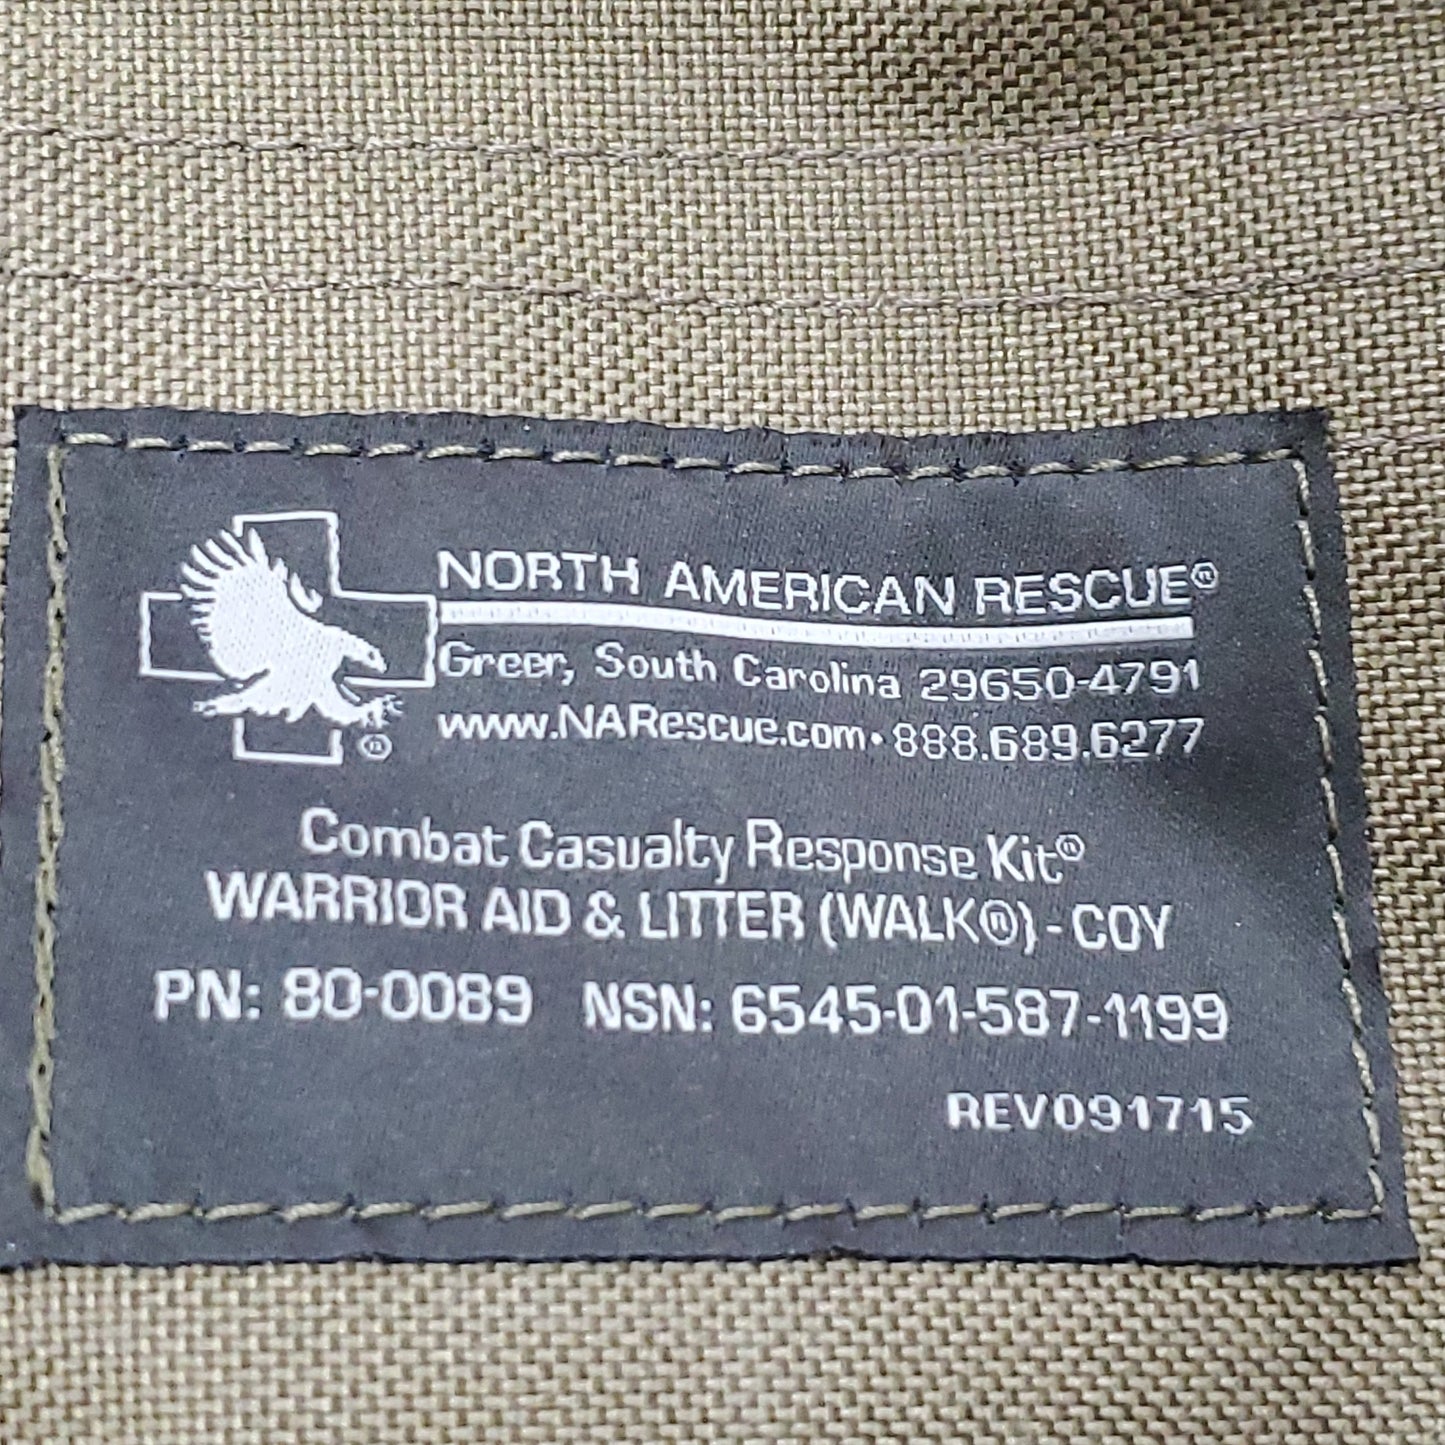 NORTH AMERICAN RESCUE®
Greer, South Carolina 29650-4791
www.NARescue.com • 888.689.6277
®
Combat Casualty Response Kit®
WARRIOR AID & LITTER (WALK®) - COY
PN: 80-0089 NSN: 6545-01-587-1199
REV091715